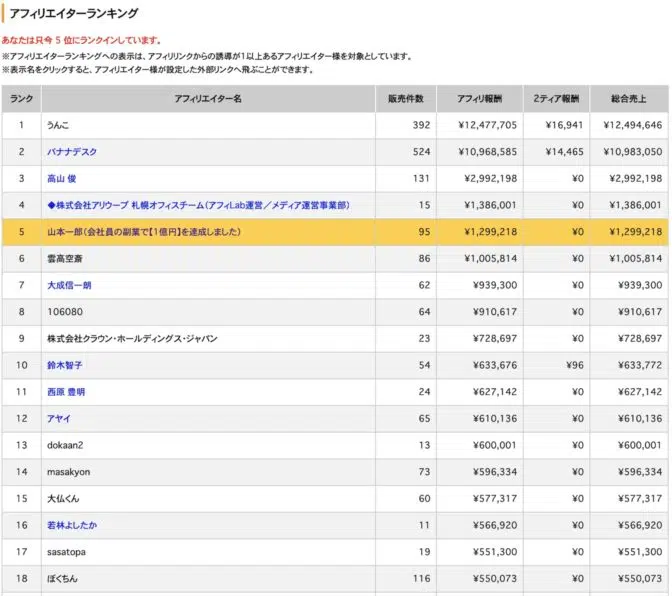 アフィリエイターランキング
あなたは只今 5 位にランクインしています。
※アフィリエイターランキングへの表示は、アフィリリンクからの誘導が1以上あるアフィリエイター様を対象としています。
※表示名をクリックすると、アフィリエイター様が設定した外部リンクへ飛ぶことができます。
ランク アフィリエイター名 販売件数 アフィリ報酬 2ティア報酬 総合売上
1 うんこ 392 ¥12,477,705 ¥16,941 ¥12,494,646
2 バナナデスク 524 ¥10,968,585 ¥14,465 ¥10,983,050
3 高山 俊 131 ¥2,992,198 ¥0 ¥2,992,198
4 ◆株式会社アリウープ 札幌オフィスチーム(アフィLab運営/メディア運営事業部) 15 ¥1,386,001 ¥0 ¥1,386,001
5 山本一郎(会社員の副業で【1億円】を達成しました) 95 ¥1,299,218 ¥0 ¥1,299,218
6 雲高空斎 86 ¥1,005,814 ¥0 ¥1,005,814
7 大成信一朗 62 ¥939,300 ¥0 ¥939,300
8 106080 64 ¥910,617 ¥0 ¥910,617
9 株式会社クラウン・ホールディングス・ジャパン 23 ¥728,697 ¥0 ¥728,697
10 鈴木智子 54 ¥633,676 ¥96 ¥633,772
11 西原 豊明 24 ¥627,142 ¥0 ¥627,142
12 アヤイ 65 ¥610,136 ¥0 ¥610,136
13 dokaan2 13 ¥600,001 ¥0 ¥600,001
14 masakyon 73 ¥596,334 ¥0 ¥596,334
15 大仏くん 60 ¥577,317 ¥0 ¥577,317
16 若林よしたか 11 ¥566,920 ¥0 ¥566,920
17 sasatopa 19 ¥551,300 ¥0 ¥551,300
18 ぼくちん 116 ¥550,073 ¥0 ¥550,073